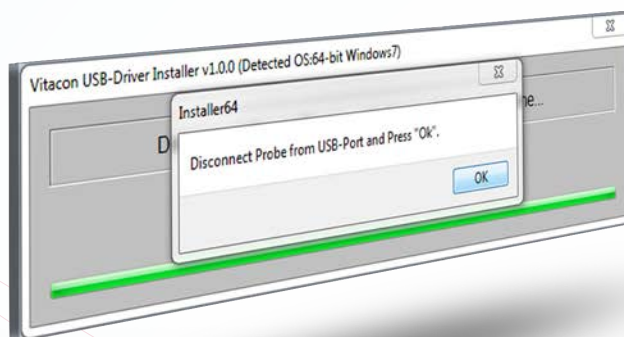 Vitacon USB-Driver Installer v1.0.0 (Detected OS:64-bit Windows7)
Installer64
Disconnect Probe from USB-Port and Press "Ok".
OK